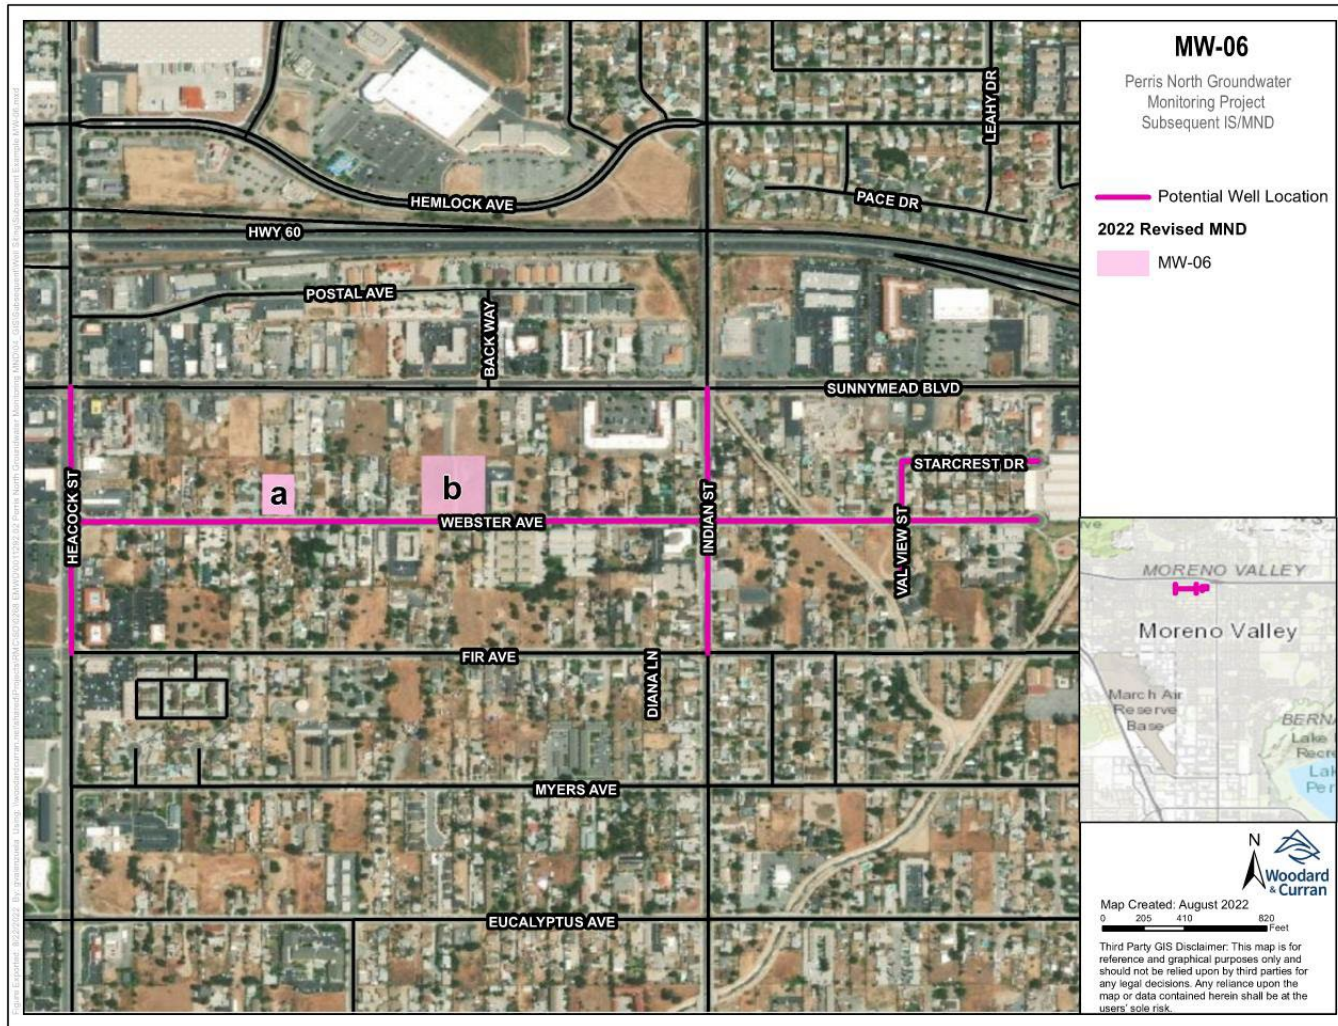 MW-06
Perris North Groundwater
Monitoring Project
Subsequent IS/MND
Potential Well Location
2022 Revised MND
MW-06
LEAHY DR
PACE DR
HEMLOCK AVE
HWY 60
POSTAL AVE
BACK WAY
SUNNYMEAD BLVD
HEACOCK ST
a
b
STARCREST DR
INDIAN ST
WEBSTER AVE
VAL VIEW ST
FIR AVE
DIANA LN
MYERS AVE
EUCALYPTUS AVE
MORENO VALLEY
Moreno Valley
March Air
Reserve
Base
BERN
Lake
Recr
Lak
Per
N
Woodard
& Curran
Map Created: August 2022
0 205 410 820
Feet
Third Party GIS Disclaimer: This map is for
reference and graphical purposes only and
should not be relied upon by third parties for
any legal decisions. Any reliance upon the
map or data contained herein shall be at the
users' sole risk.